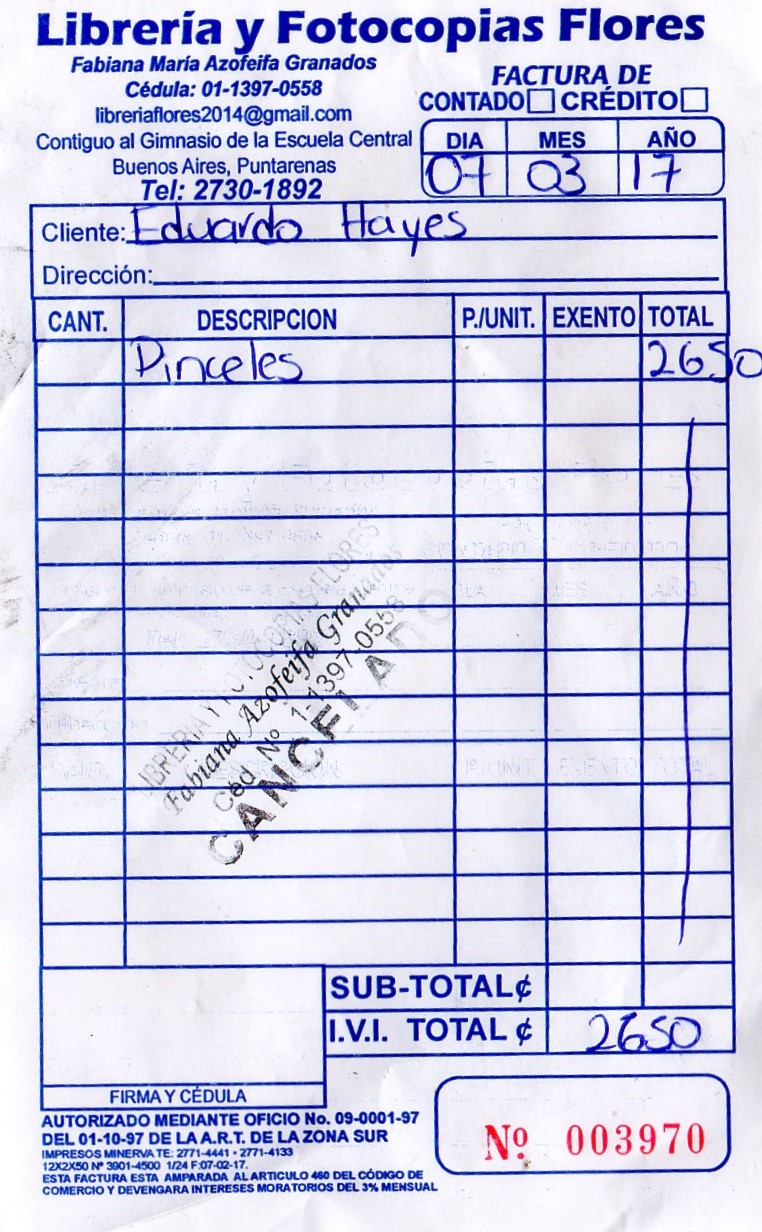 Librería y Fotocopias Flores
Fabiana María Azofeifa Granados
Cédula: 01-1397-0558
libreriaflores2014@gmail.com
Contiguo al Gimnasio de la Escuela Central
Buenos Aires, Puntarenas
Tel: 2730-1892
FACTURA DE
CONTADO CRÉDITO
DIA MES AÑO
07 03 17
Cliente: Eduardo Hayes
Dirección:
CANT. DESCRIPCION P./UNIT. EXENTO TOTAL
Pinceles 2650
LIBRERIA Y FOTOCOPIAS FLORES
Fabiana Azofeifa Granados
Ced. Nº 1-1397-0558
CANCELADO
SUB-TOTAL¢
I.V.I. TOTAL ¢ 2650
FIRMA Y CÉDULA
AUTORIZADO MEDIANTE OFICIO No. 09-0001-97
DEL 01-10-97 DE LA A.R.T. DE LA ZONA SUR
IMPRESOS MINERVA TE: 2771-4441 - 2771-4133
12X2X50 Nº 3901-4500 1/24 F:07-02-17.
ESTA FACTURA ESTA AMPARADA AL ARTICULO 460 DEL CÓDIGO DE
COMERCIO Y DEVENGARA INTERESES MORATORIOS DEL 3% MENSUAL
Nº 003970